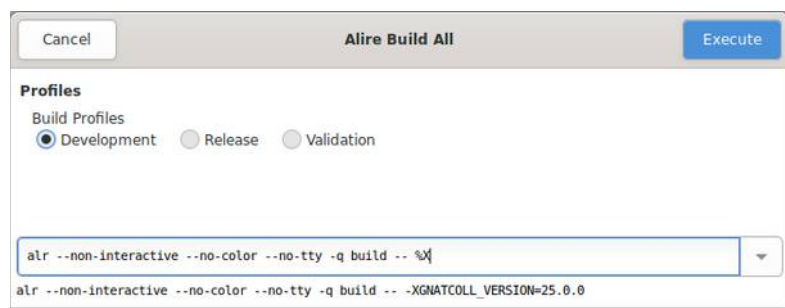 Cancel Alire Build All Execute
Profiles
Build Profiles
Development Release Validation
alr --non-interactive --no-color --no-tty -q build -- %X
alr --non-interactive --no-color --no-tty -q build -- -XGNATCOLL_VERSION=25.0.0